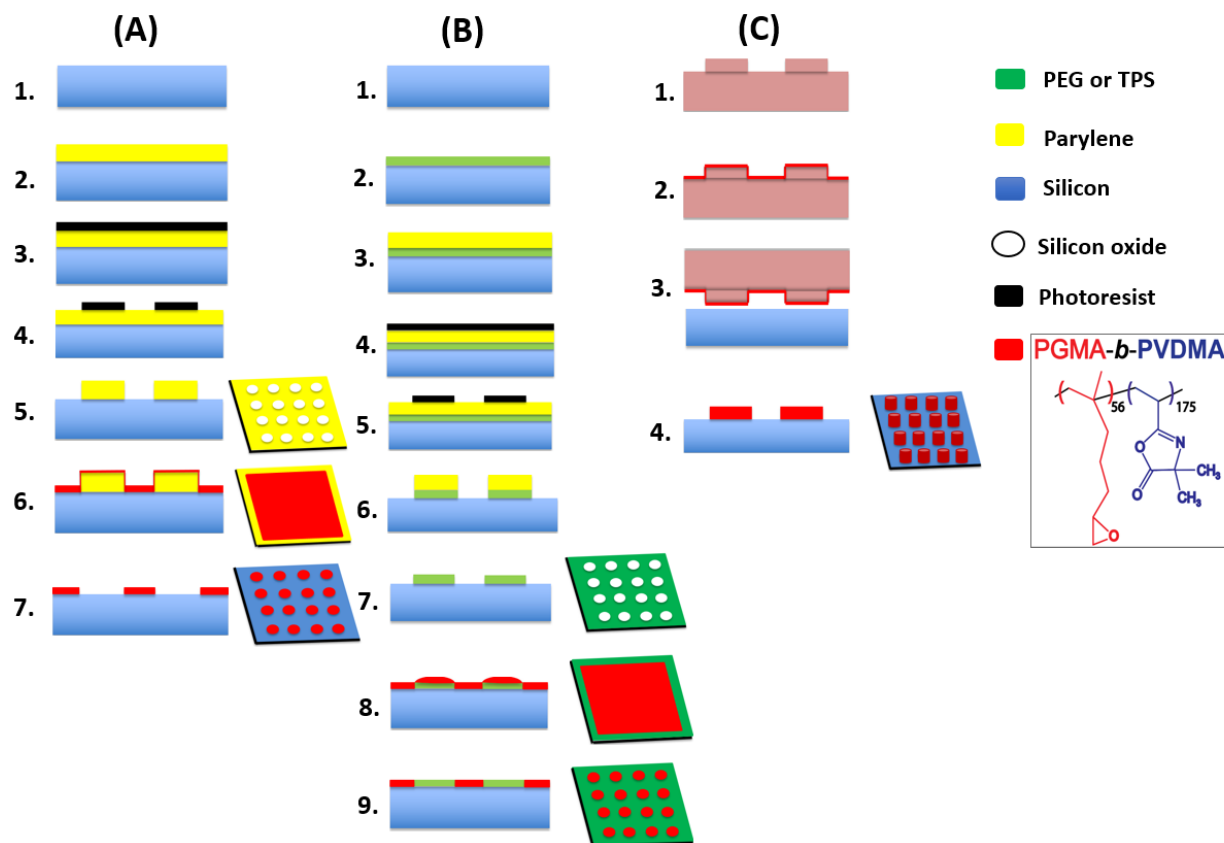 (A)
1.
2.
3.
4.
5.
6.
7.
(B)
1.
2.
3.
4.
5.
6.
7.
8.
9.
(C)
1.
2.
3.
4.
PEG or TPS
Parylene
Silicon
Silicon oxide
Photoresist
PGMA-b-PVDMA
56
175
O
N
O
O
CH3
CH3
O